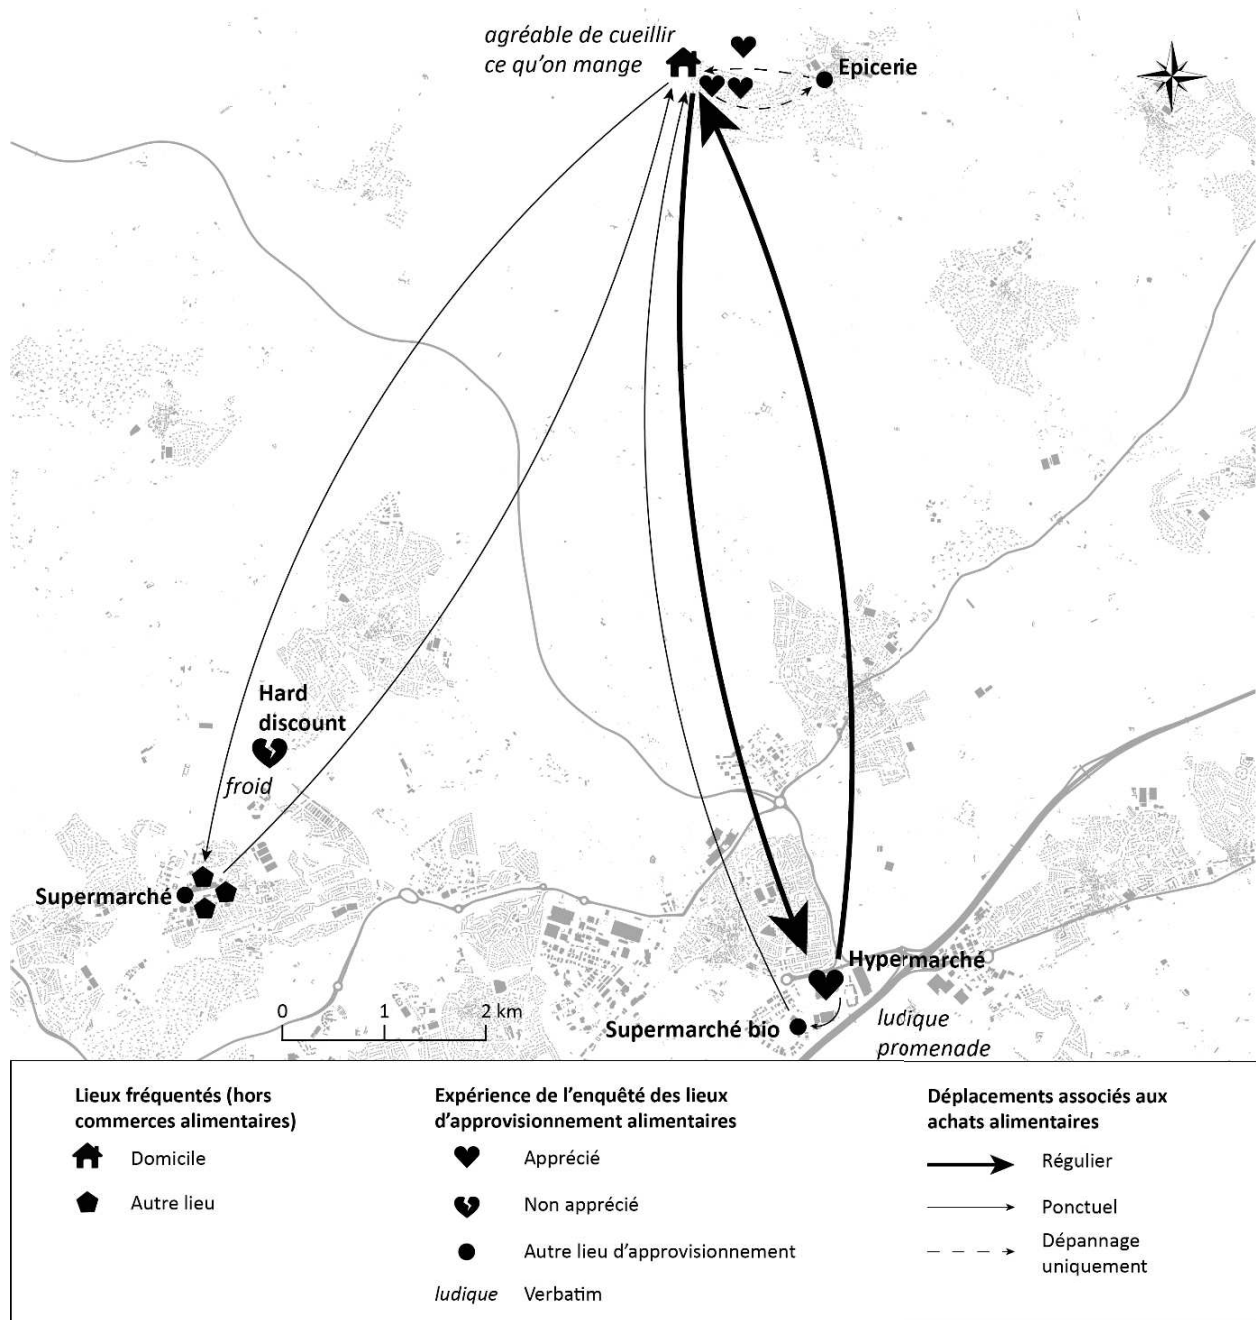 agréable de cueillir
ce qu'on mange
Epicerie
Hard
discount
froid
Supermarché
Hypermarché
0 1 2 km
Supermarché bio
ludique
promenade
Lieux fréquentés (hors
commerces alimentaires)
Domicile
Autre lieu
Expérience de l'enquêté des lieux
d'approvisionnement alimentaires
Apprécié
Non apprécié
Autre lieu d'approvisionnement
ludique Verbatim
Déplacements associés aux
achats alimentaires
Régulier
Ponctuel
Dépannage
uniquement